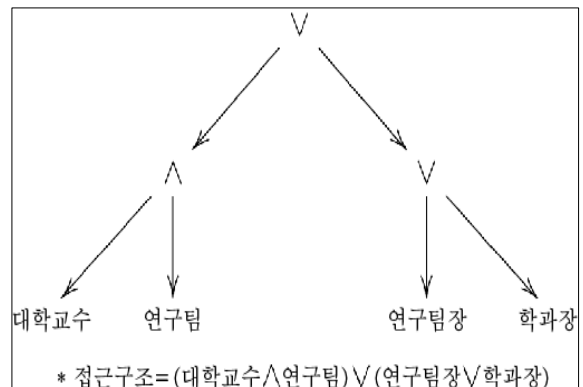 ∨
∧ ∨
대학교수 연구팀 연구팀장 학과장
* 접근구조=(대학교수∧연구팀)∨(연구팀장∨학과장)